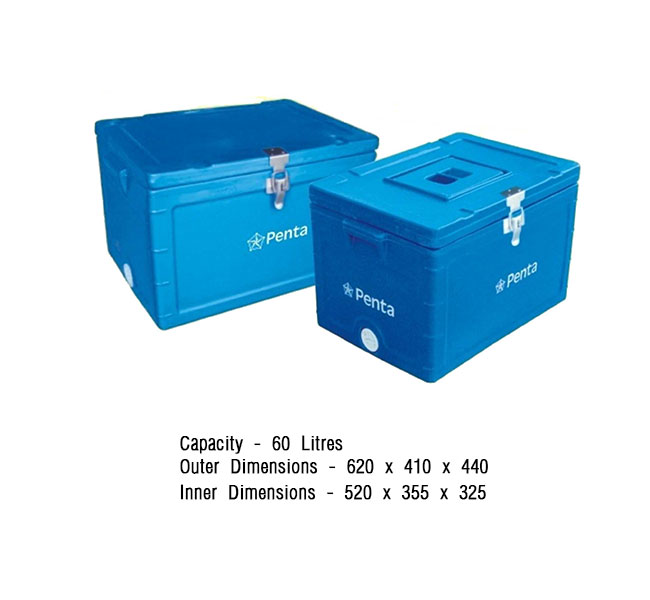 Penta
Penta
Penta
Capacity - 60 Litres
Outer Dimensions - 620 x 410 x 440
Inner Dimensions - 520 x 355 x 325